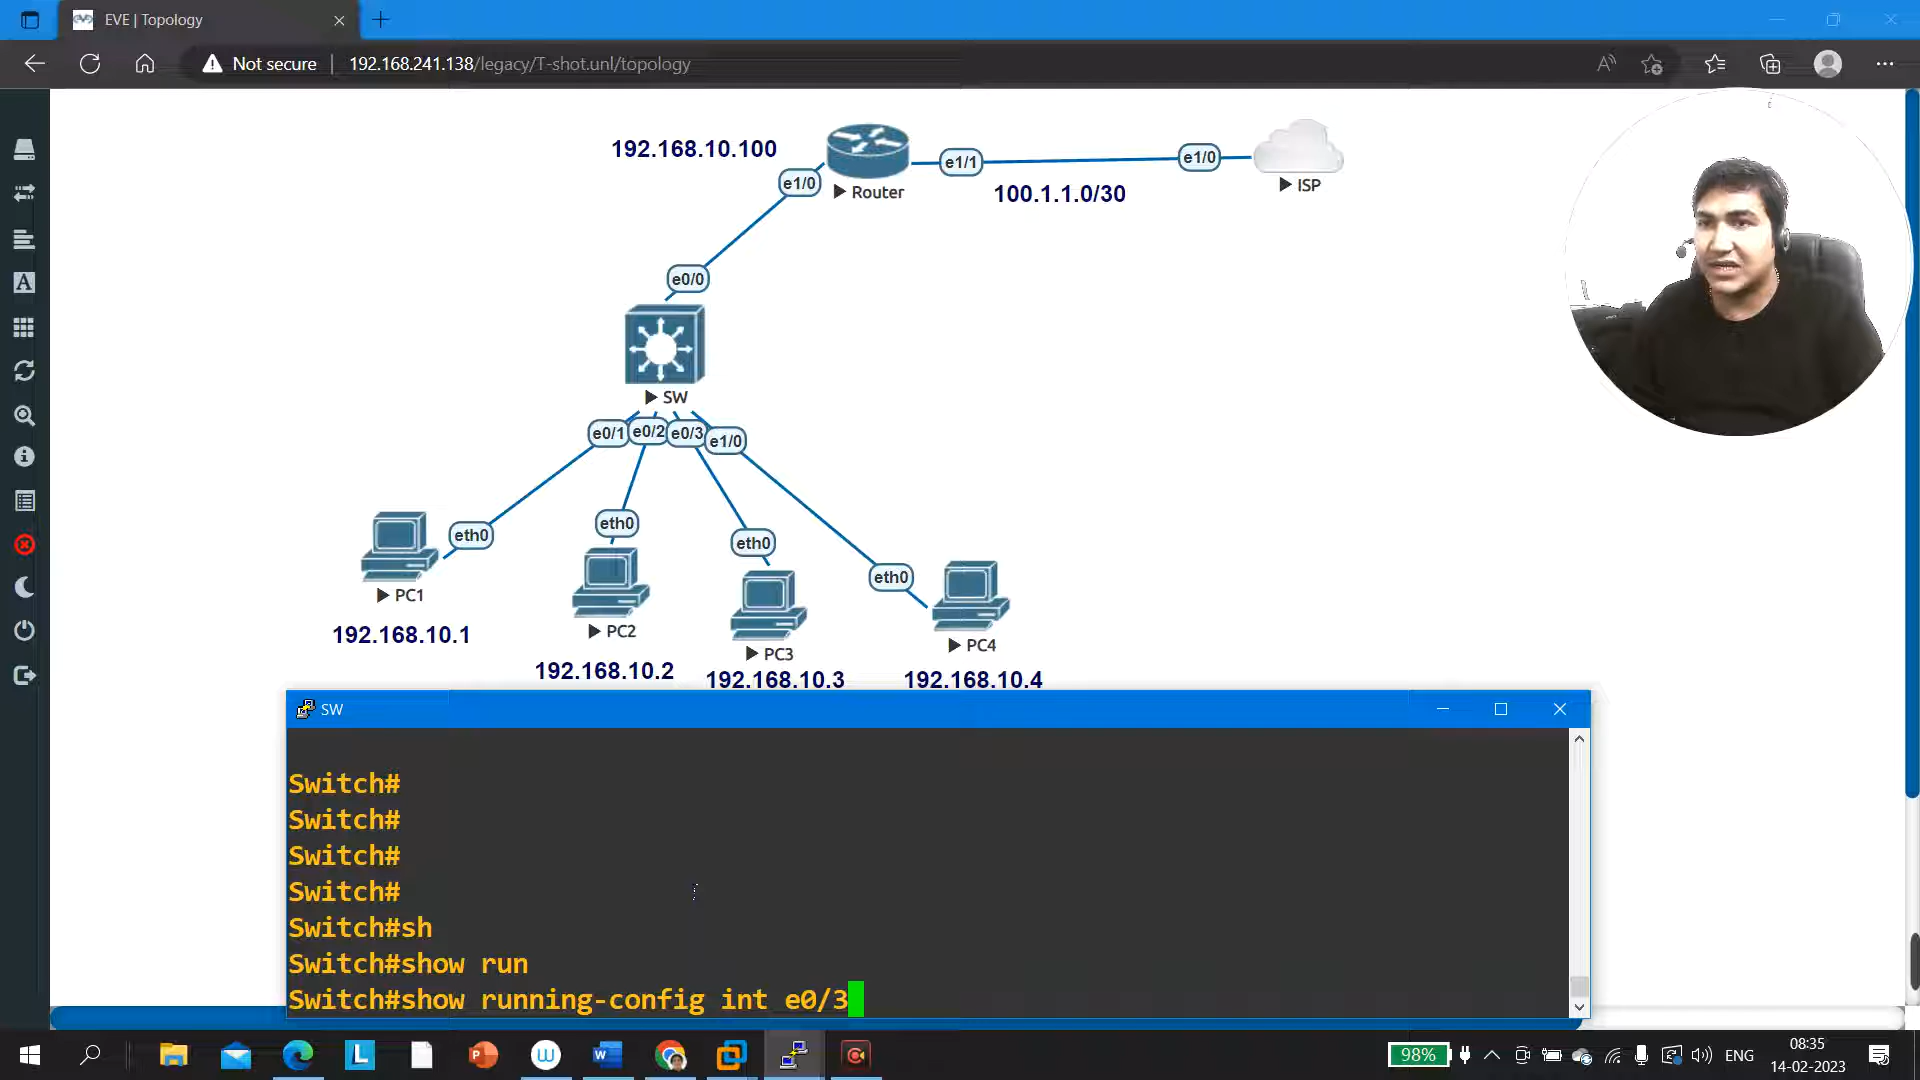 EVE | Topology
Not secure
192.168.241.138/legacy/T-shot.unl/topology
192.168.10.100
e1/0
Router
e1/1
100.1.1.0/30
e1/0
ISP
e0/0
SW
e0/1
e0/2
e0/3
e1/0
eth0
PC1
192.168.10.1
eth0
PC2
192.168.10.2
eth0
PC3
192.168.10.3
eth0
PC4
192.168.10.4
SW
Switch#
Switch#
Switch#
Switch#
Switch#sh
Switch#show run
Switch#show running-config int e0/3
98%
ENG
08:35
14-02-2023